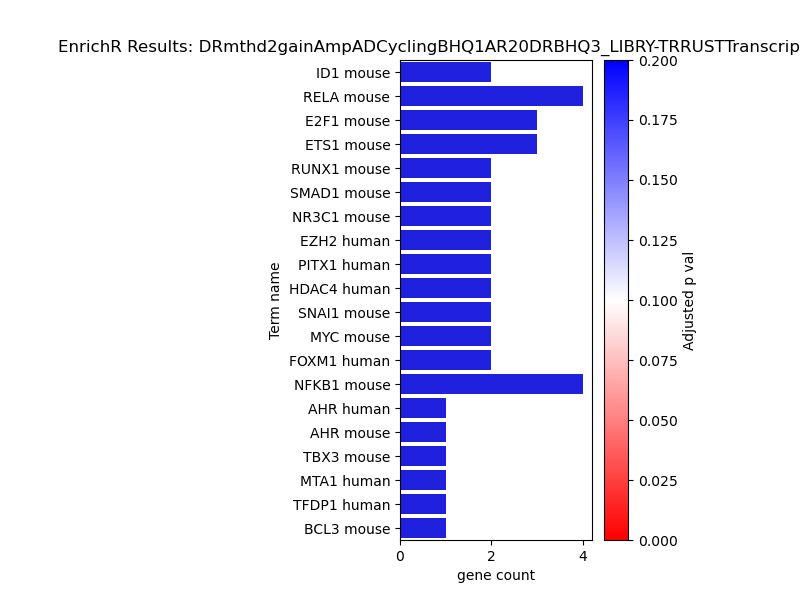 EnrichR Results: DRmthd2gainAmpADCyclingBHQ1AR20DRBHQ3_LIBRY-TRRUSTTranscrip
ID1 mouse
RELA mouse
E2F1 mouse
ETS1 mouse
RUNX1 mouse
SMAD1 mouse
NR3C1 mouse
EZH2 human
PITX1 human
HDAC4 human
SNAI1 mouse
MYC mouse
FOXM1 human
NFKB1 mouse
AHR human
AHR mouse
TBX3 mouse
MTA1 human
TFDP1 human
BCL3 mouse
Term name
0 2 4
gene count
0.200
0.175
0.150
0.125
0.100
0.075
0.050
0.025
0.000
Adjusted p val